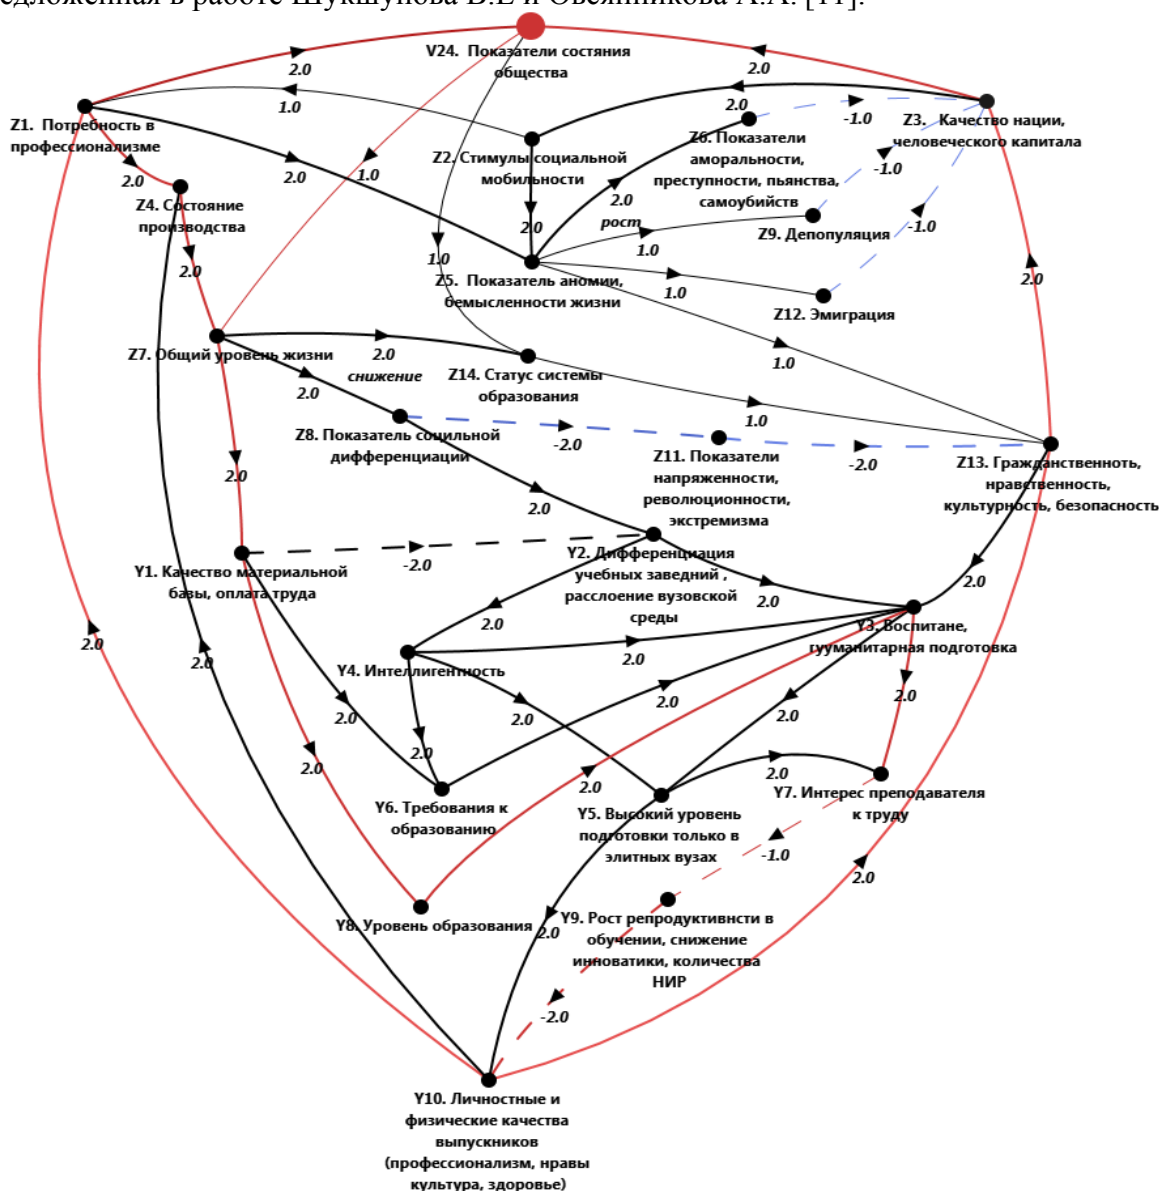 едложенная в работе Шукшунова В.Е и Овсянникова А.А. [11].
V24. Показатели состяния
общества
2.0
2.0
1.0
2.0
Z1. Потребность в
профессионализме
Z2. Стимулы социальной
мобильности
Z6. Показатели
аморальности,
преступности, пьянства,
самоубийств
-1.0
Z3. Качество нации,
человеческого капитала
2.0
2.0
1.0
-1.0
2.0
рост
Z4. Состояние
производства
2.0
1.0
Z9. Депопуляция
-1.0
2.0
1.0
Z5. Показатель аномии,
бемысленности жизни
1.0
2.0
Z12. Эмиграция
Z7. Общий уровень жизни
2.0
снижение
1.0
Z14. Статус системы
образования
2.0
1.0
Z8. Показатель социльной
дифференциаций
-2.0
Z11. Показатели
напряженности,
революционности,
экстремизма
-2.0
Z13. Гражданственноть,
нравственность,
культурность, безопасность
2.0
2.0
Y1. Качество материальной
базы, оплата труда
-2.0
Y2. Дифференциация
учебных заведний ,
расслоение вузовской
среды
2.0
2.0
2.0
Y3. Воспитане,
гууманитарная подготовка
2.0
2.0
Y4. Интеллигентность
2.0
2.0
2.0
2.0
2.0
2.0
2.0
2.0
2.0
Y6. Требования к
образованию
2.0
Y5. Высокий уровень
подготовки только в
элитных вузах
2.0
Y7. Интерес преподавателя
к труду
-1.0
2.0
Y8. Уровень образования
2.0
Y9. Рост репродуктивнсти в
обучении, снижение
инноватики, количества
НИР
-2.0
Y10. Личностные и
физические качества
выпускников
(профессионализм, нравы
культура, здоровье)